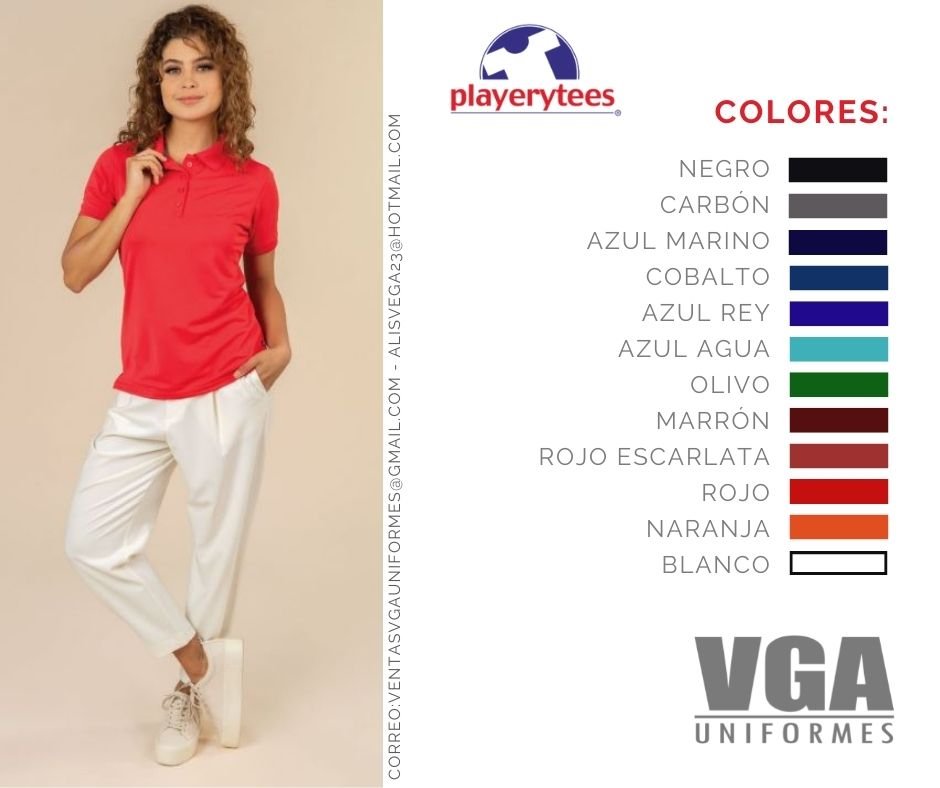 playerytees®
COLORES:
NEGRO
CARBÓN
AZUL MARINO
COBALTO
AZUL REY
AZUL AGUA
OLIVO
MARRÓN
ROJO ESCARLATA
ROJO
NARANJA
BLANCO
CORREO:VENTASVGAUNIFORMES@GMAIL.COM - ALISVEGA23@HOTMAIL.COM
VGA
UNIFORMES